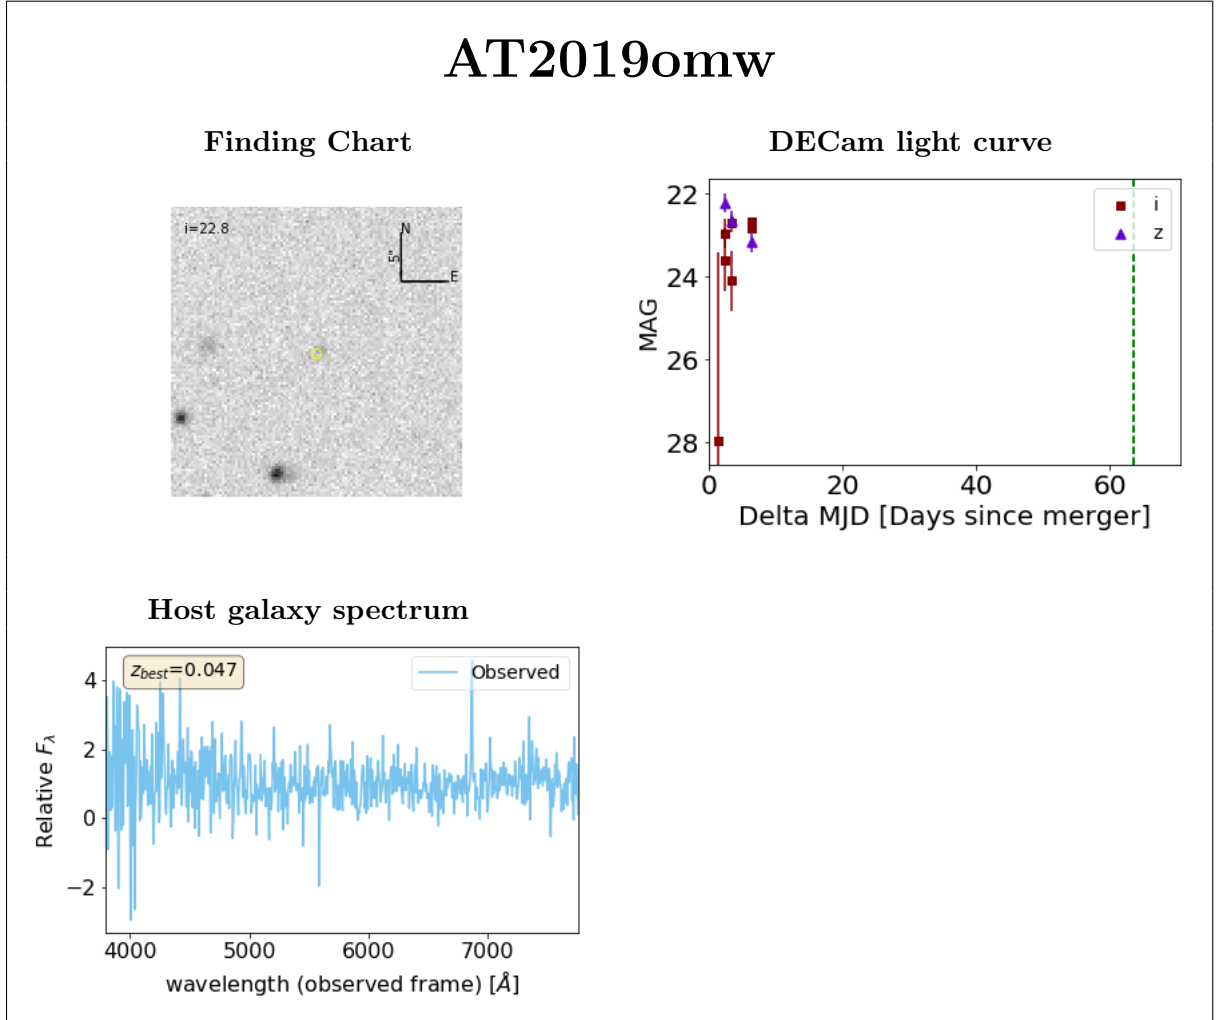 AT2019omw
Finding Chart
i=22.8
N
5"
E
DECam light curve
22
24
26
28
MAG
0 20 40 60
Delta MJD [Days since merger]
i
z
Host galaxy spectrum
z_best=0.047
Observed
4
2
0
−2
Relative F_λ
4000 5000 6000 7000
wavelength (observed frame) [Å]